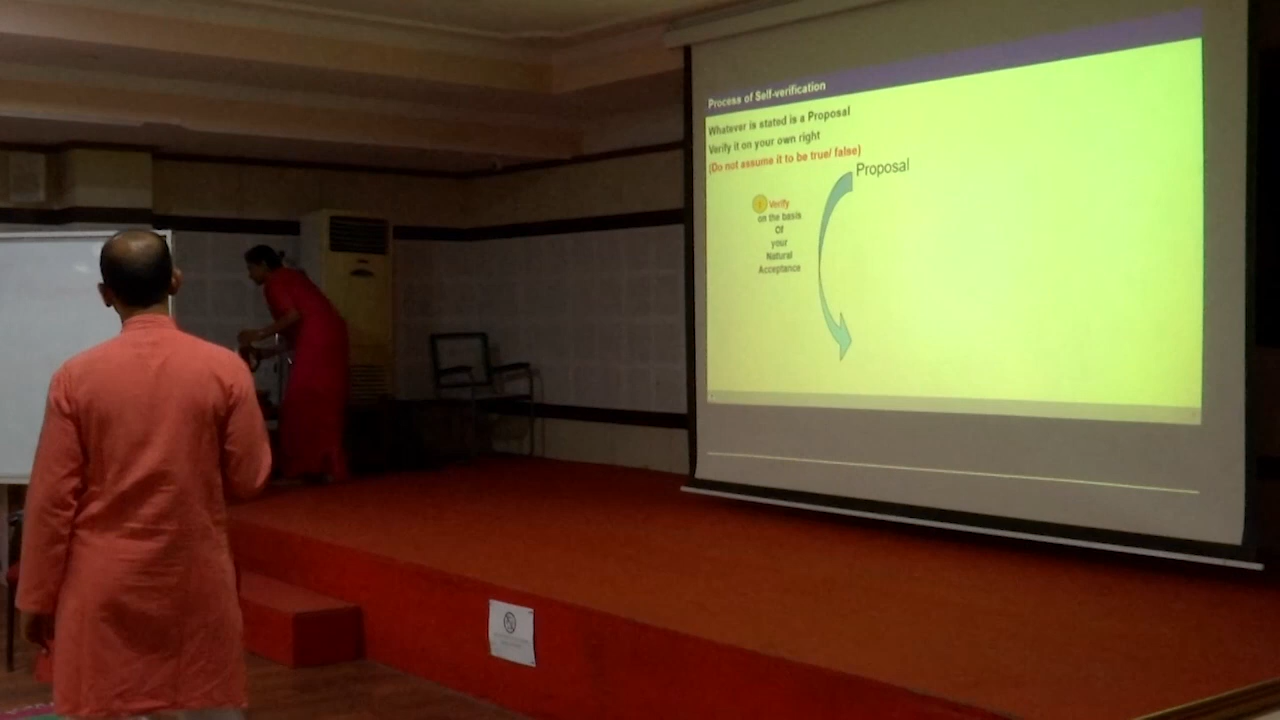 Process of Self-verification
Whatever is stated is a Proposal
Verify it on your own right
(Do not assume it to be true/ false)
Proposal
Verify
on the basis
Of
your
Natural
Acceptance